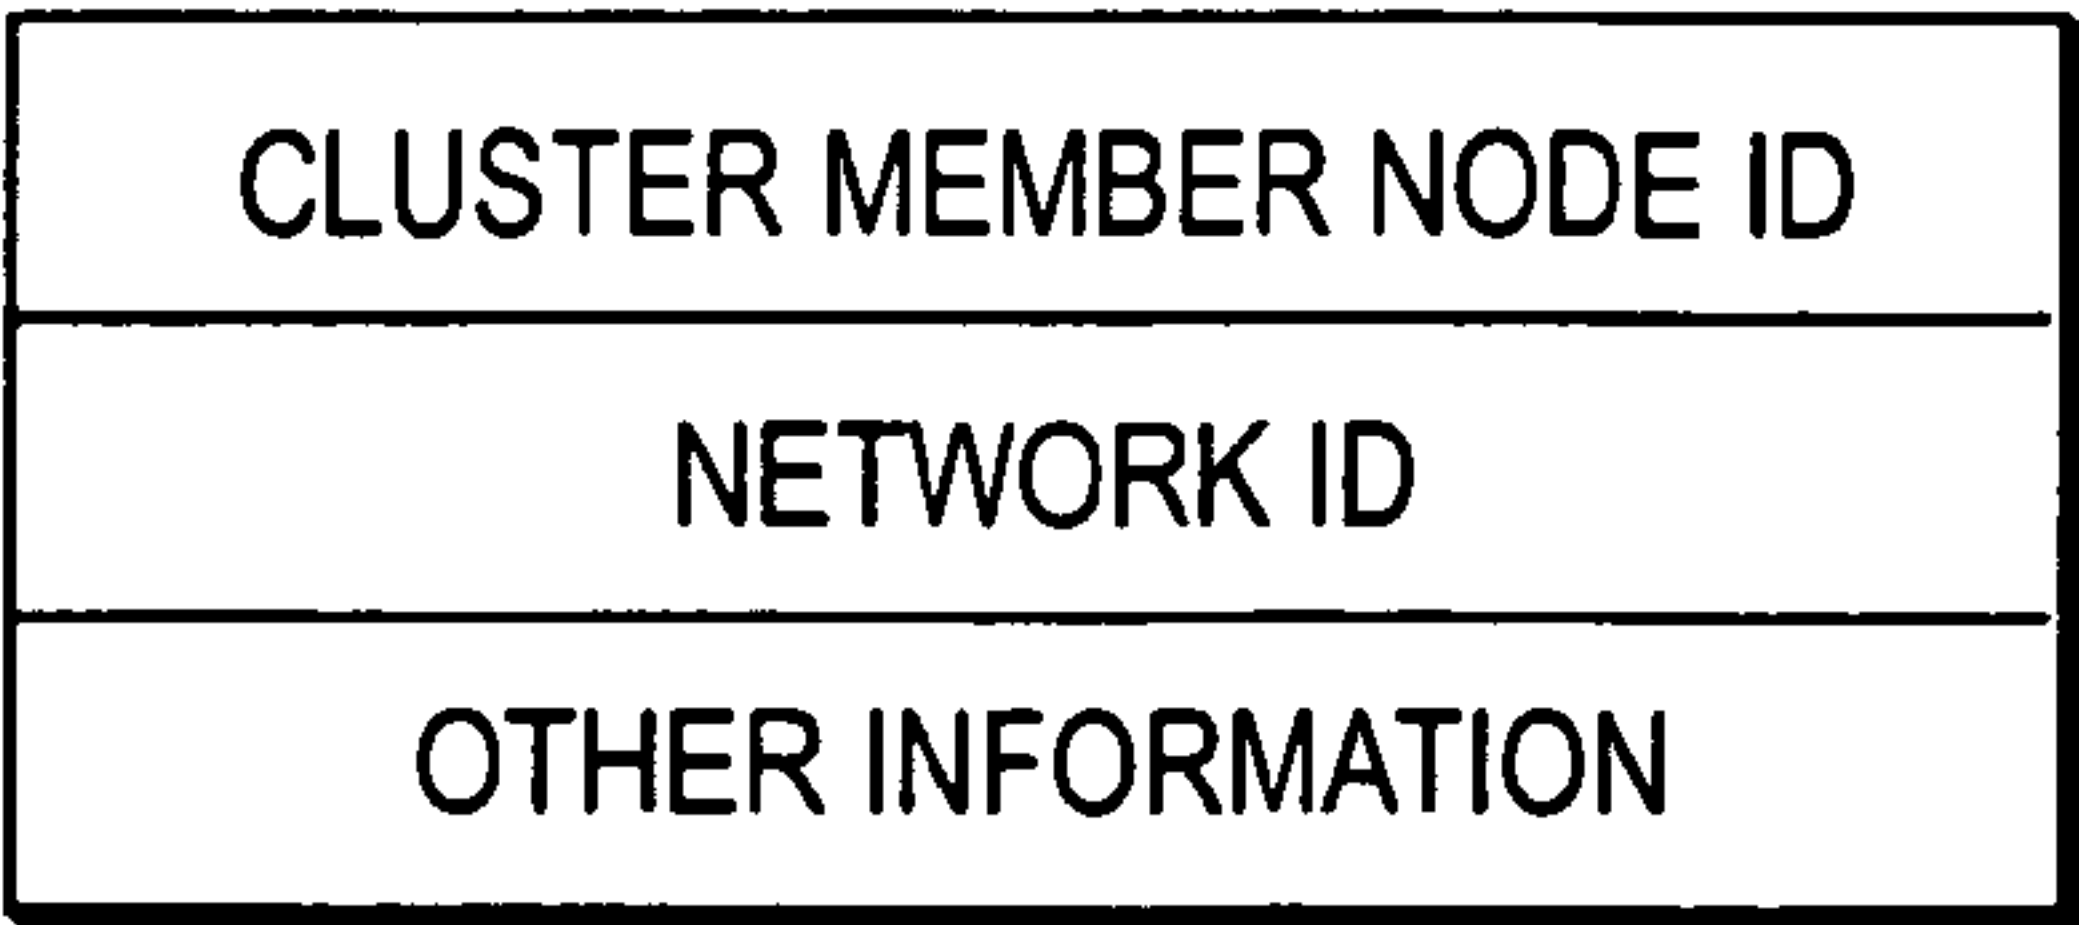 CLUSTER MEMBER NODE ID
NETWORK ID
OTHER INFORMATION